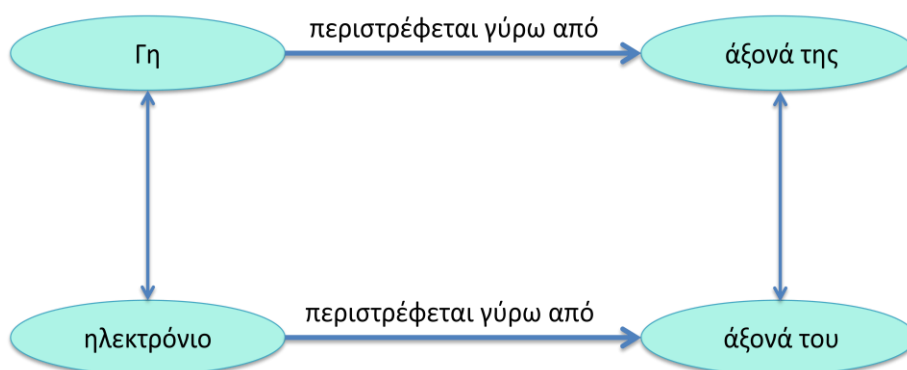 περιστρέφεται γύρω από
Γη
άξονά της
περιστρέφεται γύρω από
ηλεκτρόνιο
άξονά του